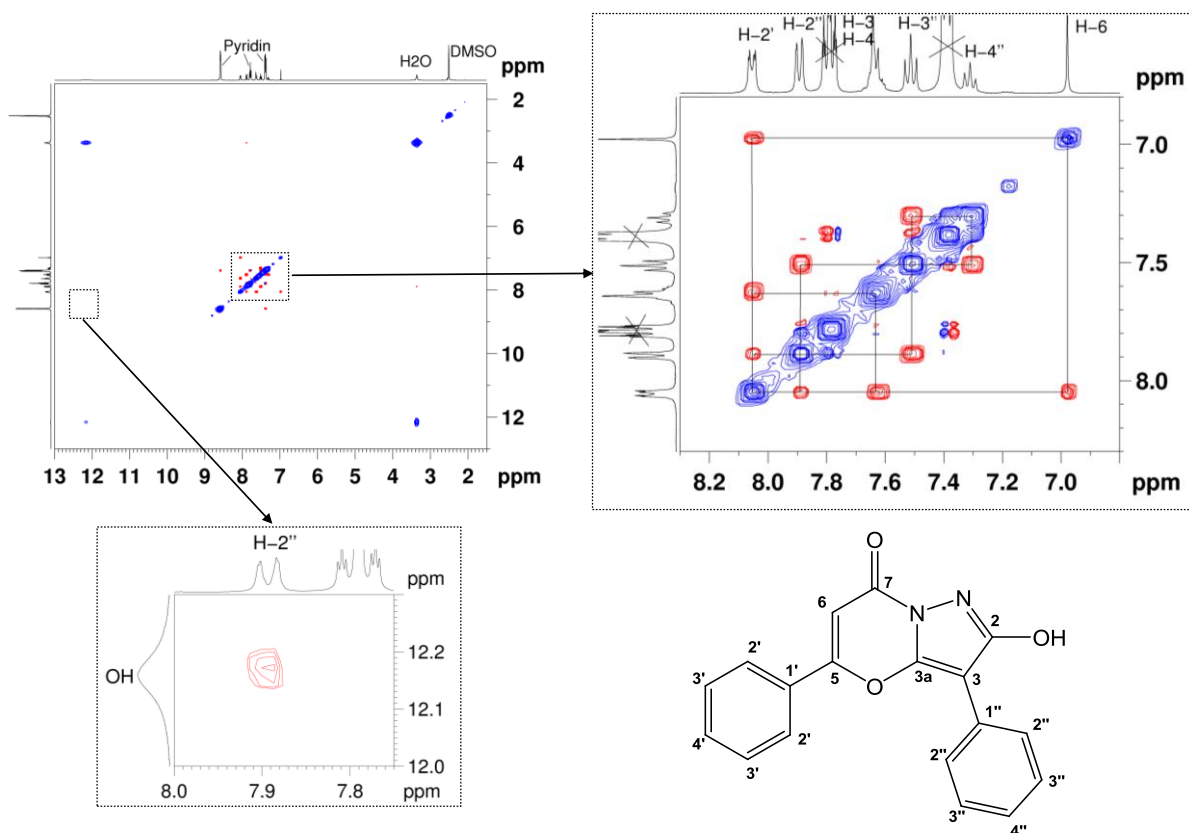 Pyridin
H2O
DMSO
ppm
2
4
6
8
10
12
13 12 11 10 9 8 7 6 5 4 3 2
ppm
ppm
H-2'
H-2''
H-3
H-4
H-3''
H-4''
H-6
ppm
7.0
7.5
8.0
8.2 8.0 7.8 7.6 7.4 7.2 7.0
ppm
H-2''
ppm
OH
12.2
12.1
12.0
8.0 7.9 7.8
ppm
O
7
6
N
N
2
OH
2'
3'
1'
5
O
3a
3
4'
2'
3'
1''
2''
2''
3''
3''
4''